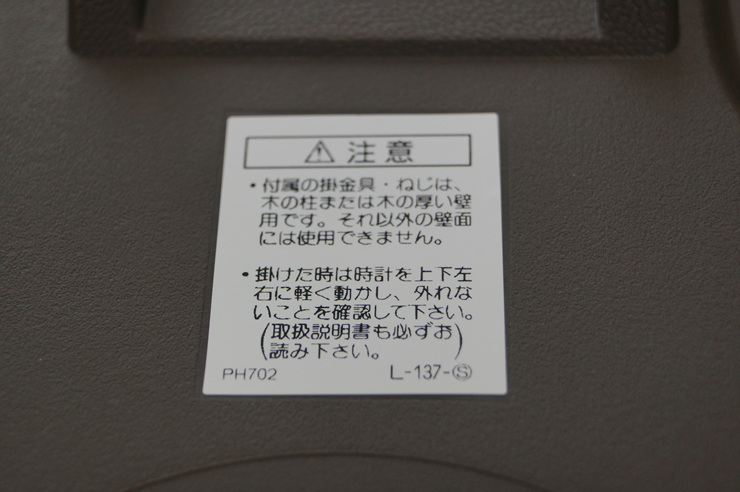 ⚠注意
・付属の掛金具・ねじは、
木の柱または木の厚い壁
用です。それ以外の壁面
には使用できません。
・掛けた時は時計を上下左
右に軽く動かし、外れな
いことを確認して下さい。
(取扱説明書も必ずお
読み下さい。)
PH702 L-137-Ⓢ